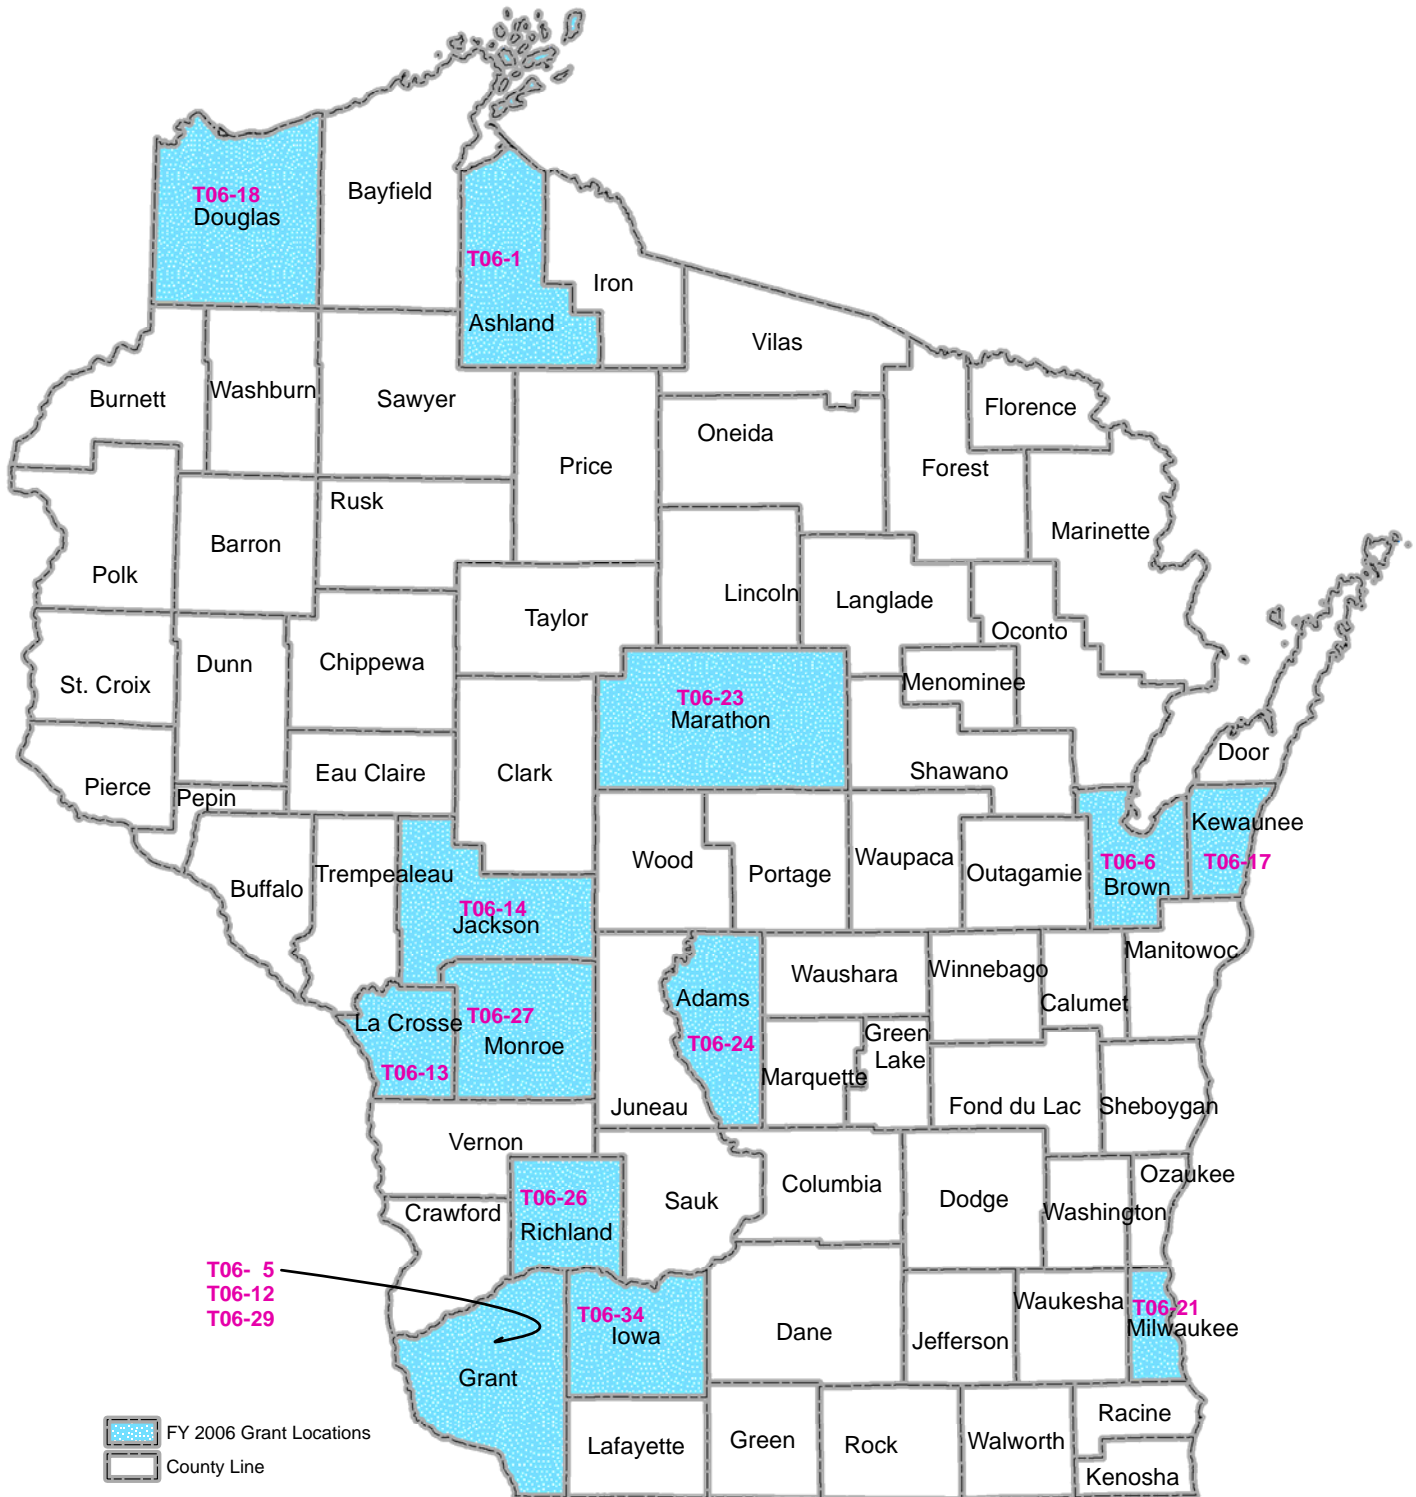 T06-18
Douglas
Bayfield
T06-1
Ashland
Iron
Vilas
Burnett
Washburn
Sawyer
Price
Oneida
Florence
Forest
Marinette
Rusk
Barron
Polk
Lincoln
Langlade
Taylor
Oconto
Chippewa
Dunn
St. Croix
Menominee
T06-23
Marathon
Door
Shawano
Clark
Eau Claire
Pierce
Pepin
Kewaunee
T06-17
T06-6
Brown
Wood
Portage
Waupaca
Outagamie
Trempealeau
Buffalo
T06-14
Jackson
Manitowoc
Waushara
Winnebago
Calumet
Adams
T06-24
La Crosse
T06-13
T06-27
Monroe
Green
Lake
Marquette
Juneau
Fond du Lac
Sheboygan
Vernon
Ozaukee
Columbia
Dodge
Washington
Sauk
T06-26
Richland
Crawford
T06- 5
T06-12
T06-29
T06-34
Iowa
Waukesha
T06-21
Milwaukee
Dane
Jefferson
Grant
Racine
Lafayette
Green
Rock
Walworth
Kenosha
FY 2006 Grant Locations
County Line